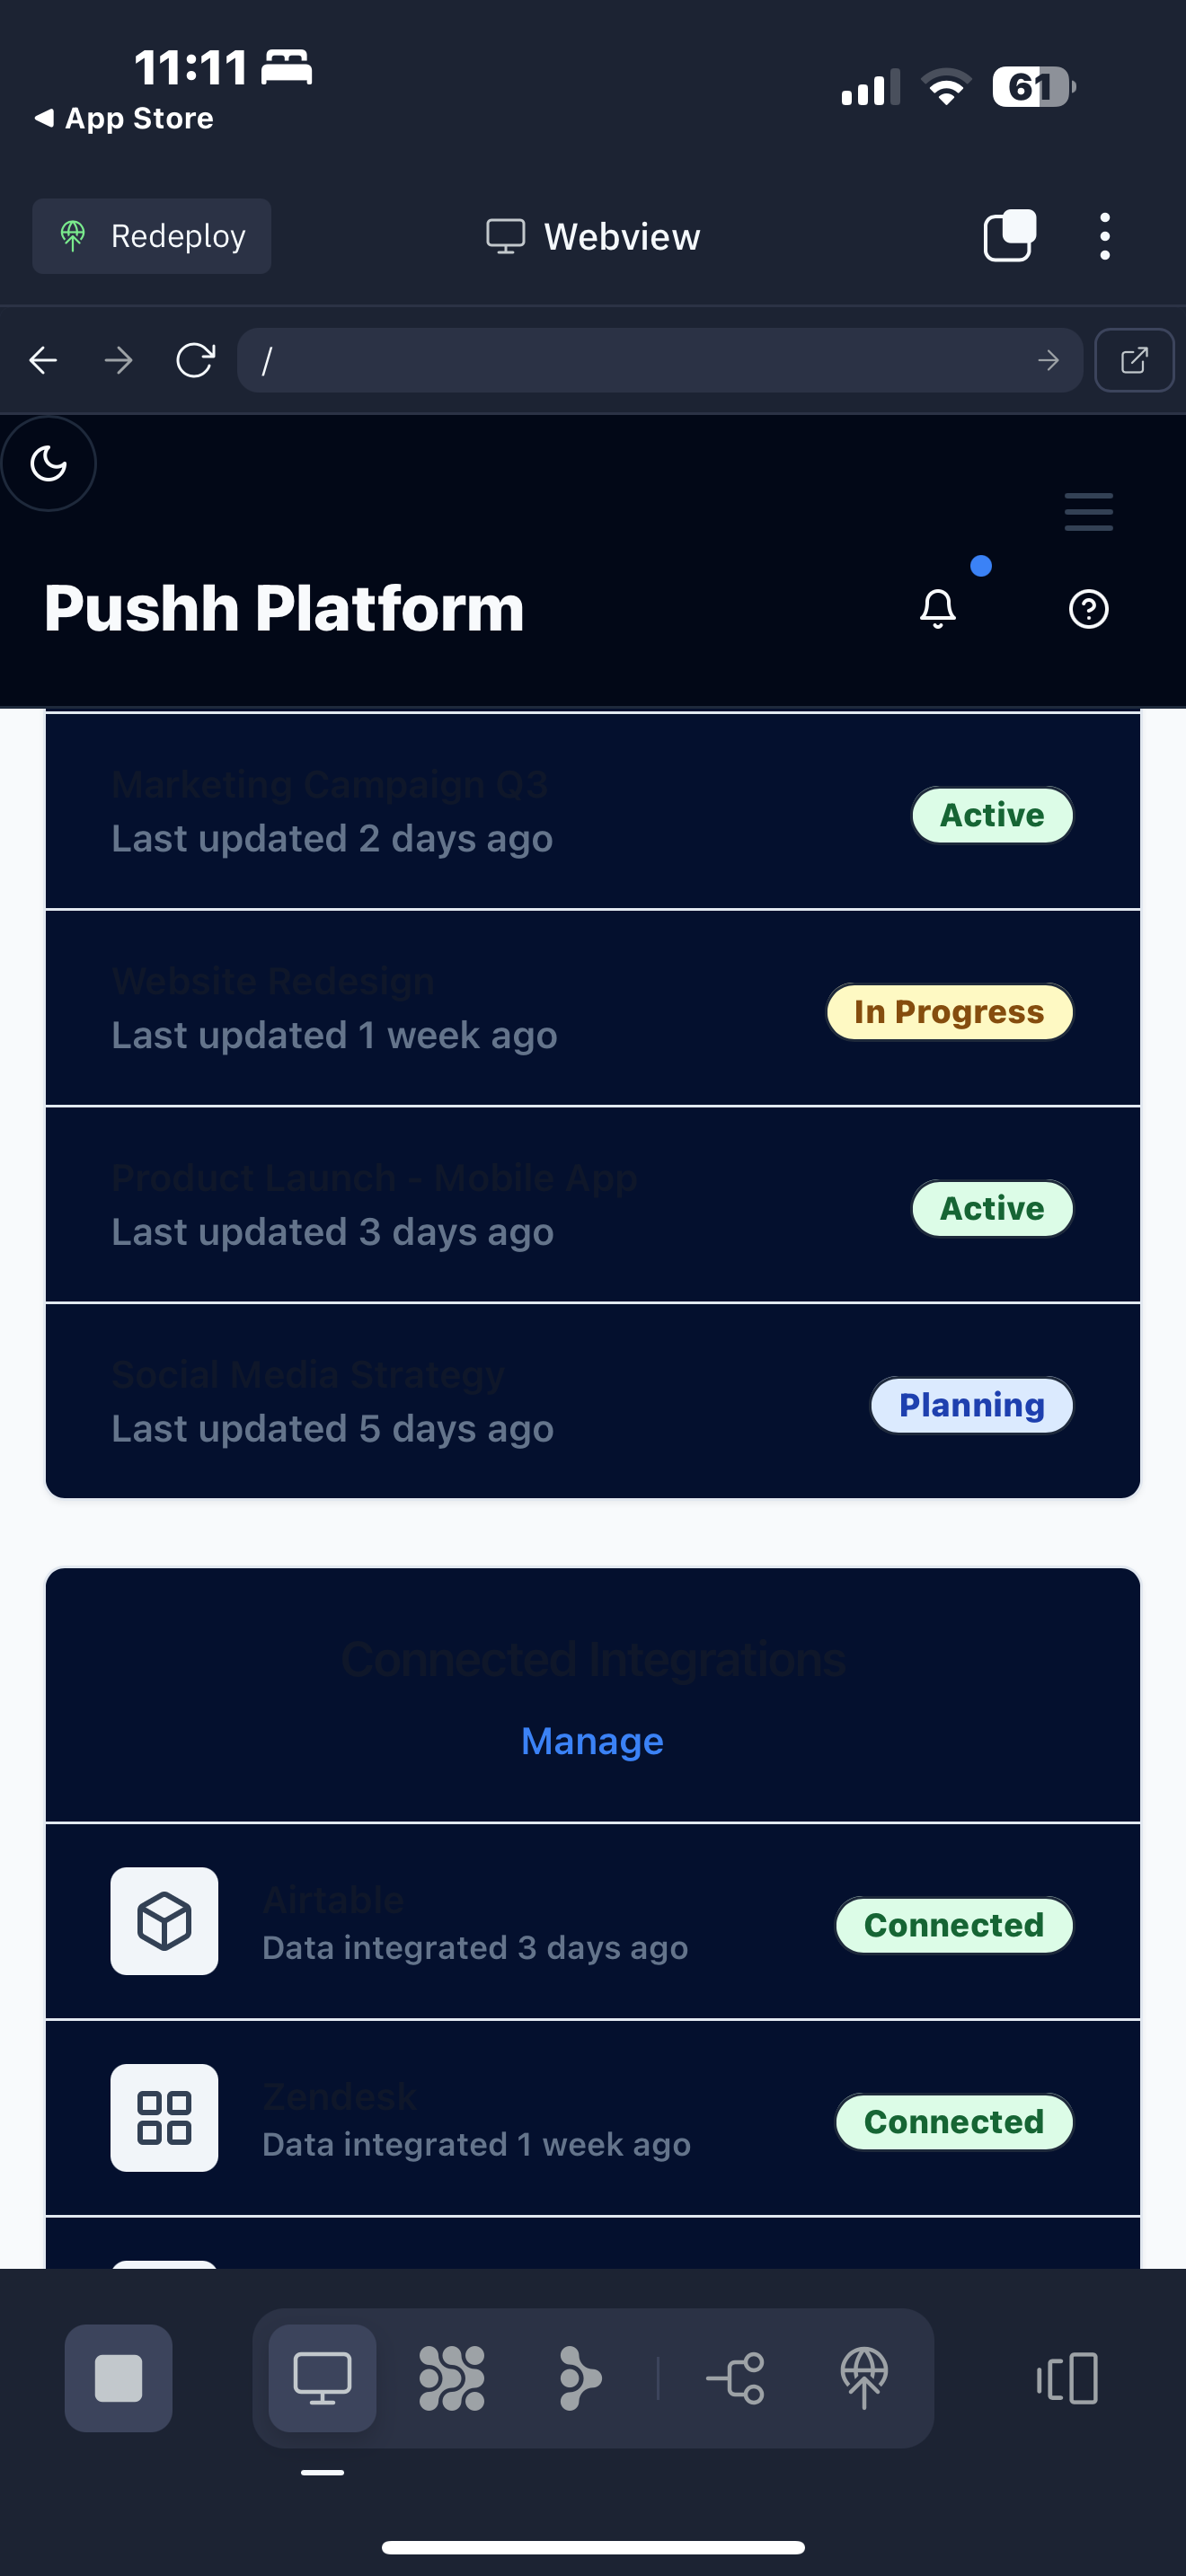 11:11
App Store
61
Redeploy
Webview
/
Pushh Platform
Marketing Campaign Q3
Last updated 2 days ago
Active
Website Redesign
Last updated 1 week ago
In Progress
Product Launch - Mobile App
Last updated 3 days ago
Active
Social Media Strategy
Last updated 5 days ago
Planning
Connected Integrations
Manage
Airtable
Data integrated 3 days ago
Connected
Zendesk
Data integrated 1 week ago
Connected